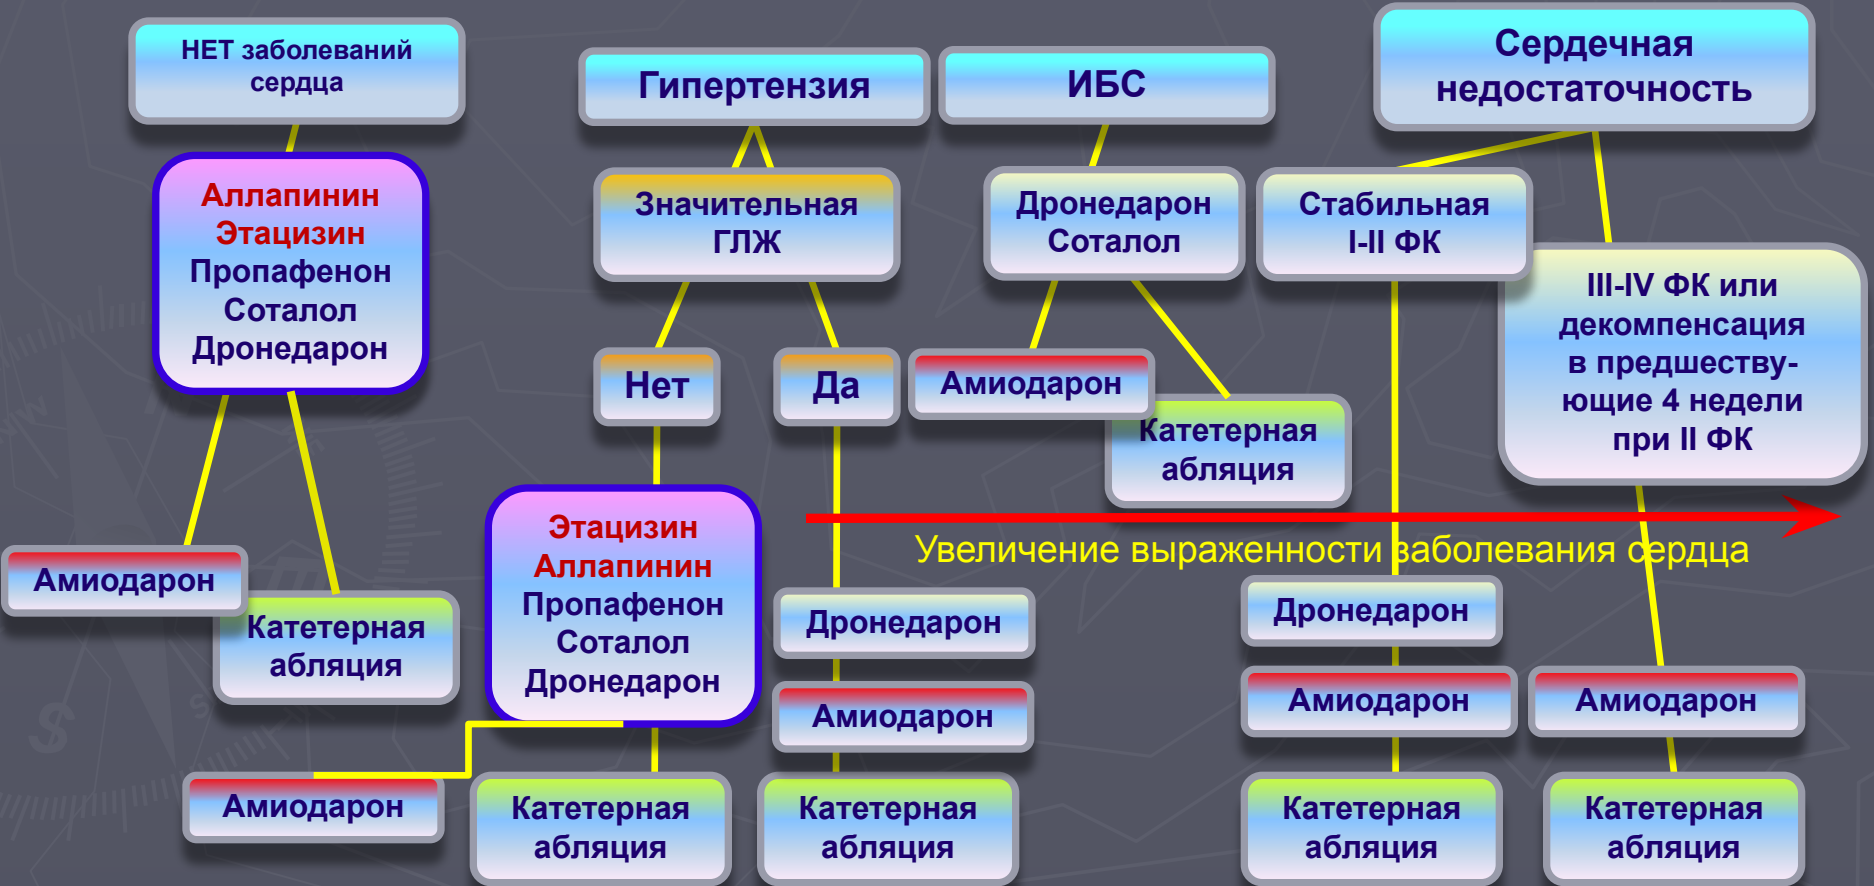 НЕТ заболеваний
сердца
Гипертензия
ИБС
Сердечная
недостаточность
Аллапинин
Этацизин
Пропафенон
Соталол
Дронедарон
Значительная
ГЛЖ
Дронедарон
Соталол
Стабильная
I-II ФК
III-IV ФК или
декомпенсация
в предшеству-
ющие 4 недели
при II ФК
Нет
Да
Амиодарон
Катетерная
абляция
Увеличение выраженности заболевания сердца
Амиодарон
Катетерная
абляция
Этацизин
Аллапинин
Пропафенон
Соталол
Дронедарон
Дронедарон
Амиодарон
Дронедарон
Амиодарон
Амиодарон
Амиодарон
Катетерная
абляция
Катетерная
абляция
Катетерная
абляция
Катетерная
абляция